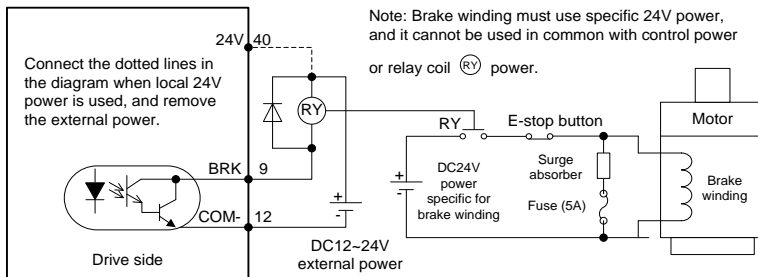 Note: Brake winding must use specific 24V power,
and it cannot be used in common with control power
or relay coil RY power.
24V 40
Connect the dotted lines in
the diagram when local 24V
power is used, and remove
the external power.
RY
RY
E-stop button
Motor
BRK 9
+
-
+
-
DC24V
power
specific for
brake winding
Surge
absorber
Fuse (5A)
Brake
winding
COM- 12
DC12~24V
external power
Drive side